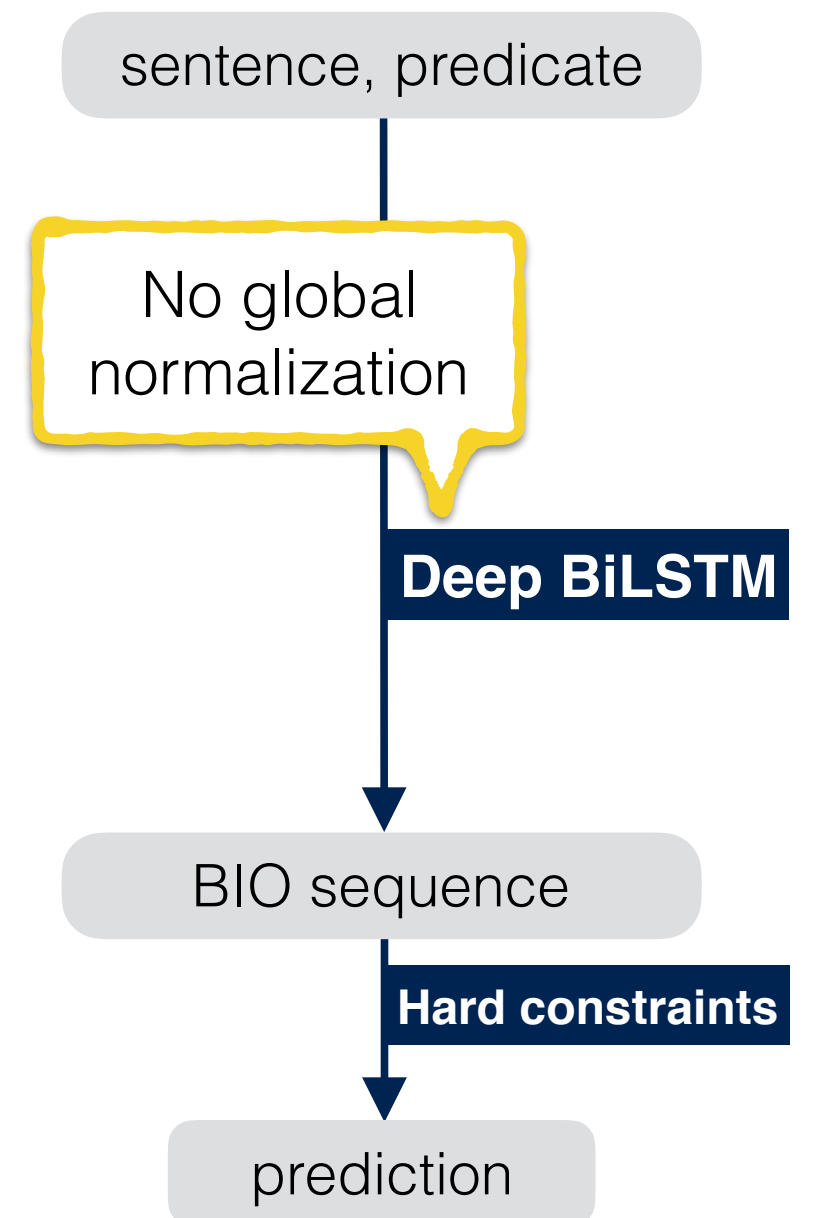 sentence, predicate
No global
normalization
Deep BiLSTM
BIO sequence
Hard constraints
prediction